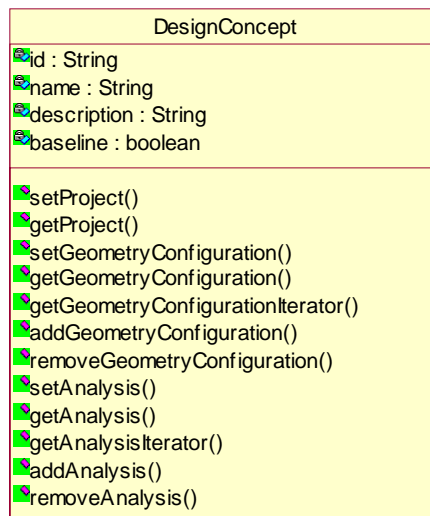 DesignConcept
id : String
name : String
description : String
baseline : boolean
setProject()
getProject()
setGeometryConfiguration()
getGeometryConfiguration()
getGeometryConfigurationIterator()
addGeometryConfiguration()
removeGeometryConfiguration()
setAnalysis()
getAnalysis()
getAnalysisIterator()
addAnalysis()
removeAnalysis()